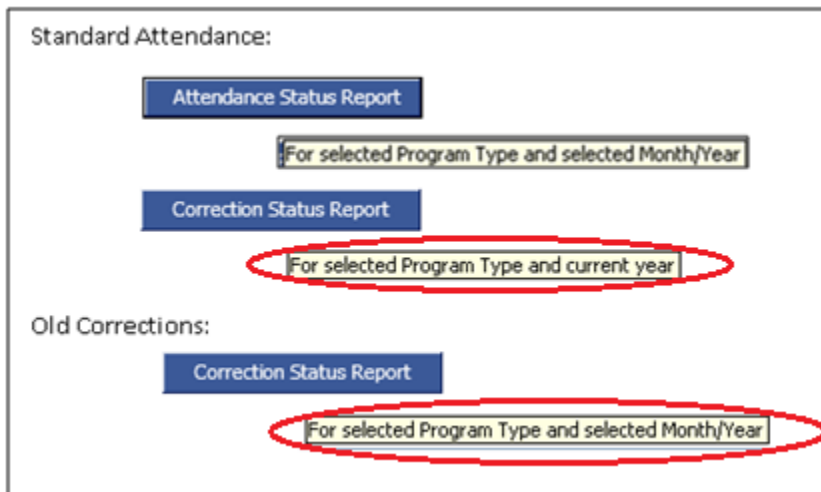 Standard Attendance:
Attendance Status Report
For selected Program Type and selected Month/Year
Correction Status Report
For selected Program Type and current year
Old Corrections:
Correction Status Report
For selected Program Type and selected Month/Year